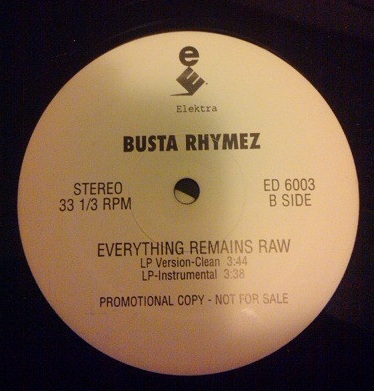 e
E
Elektra
BUSTA RHYMEZ
STEREO
33 1/3 RPM
ED 6003
B SIDE
EVERYTHING REMAINS RAW
LP Version-Clean 3:44
LP-Instrumental 3:38
PROMOTIONAL COPY - NOT FOR SALE